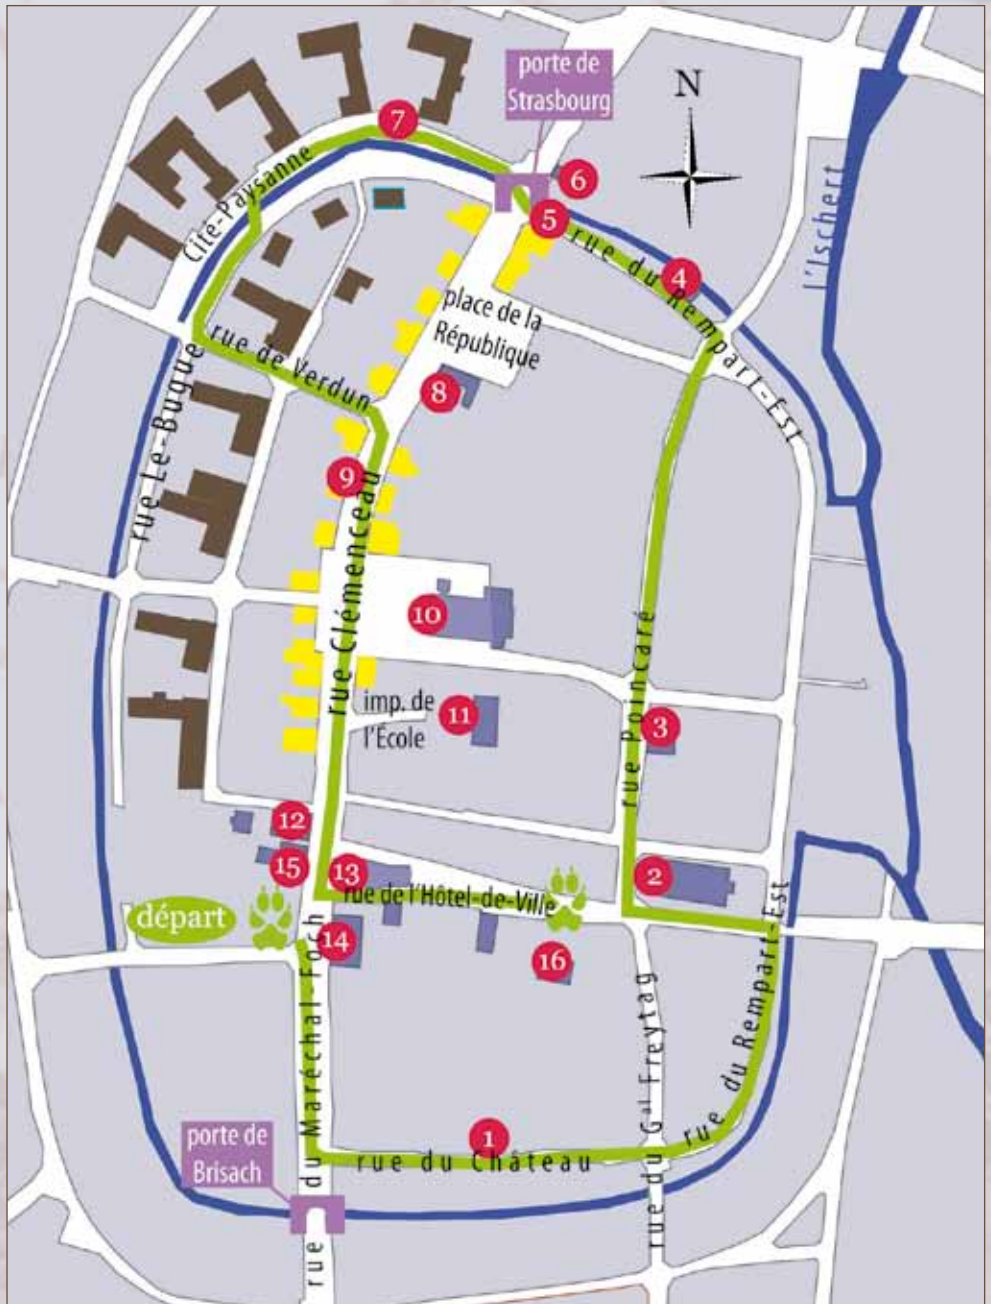 porte de
Strasbourg
N
7
6
Cité-Paysanne
5
rue du Rempart-Est
4
l'Ischert
place de la
République
rue de Verdun
8
rue Le-Bugue
9
rue Clémenceau
10
rue Poincaré
imp. de
l'École
11
3
12
15
13
2
rue de l'Hôtel-de-Ville
départ
14
16
rue du Maréchal-Foch
rue du Gal Freytag
rue du Rempart-Est
1
porte de
Brisach
rue du Château